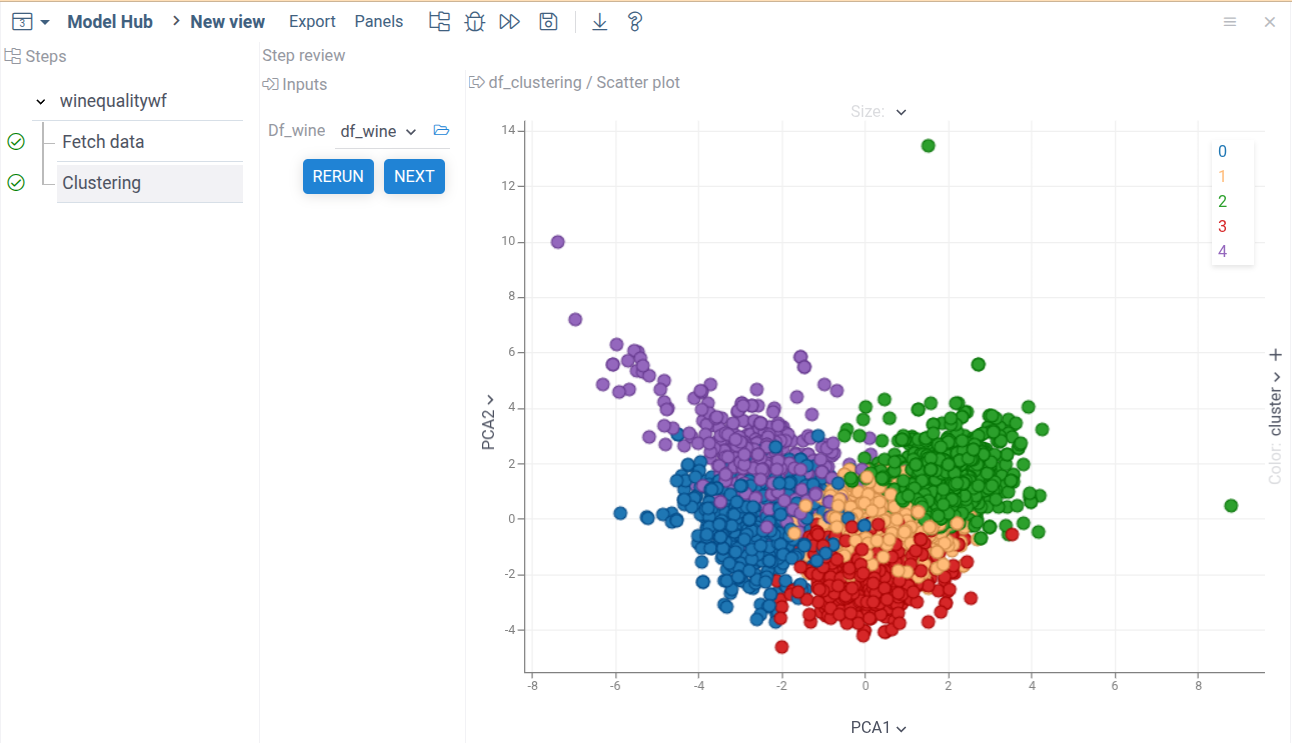 3 Model Hub > New view Export Panels
Steps
winequalitywf
Fetch data
Clustering
Step review
Inputs
Df_wine df_wine
RERUN NEXT
df_clustering / Scatter plot
Size:
14
12
10
8
6
4
2
0
-2
-4
PCA2
-8 -6 -4 -2 0 2 4 6 8
PCA1
0
1
2
3
4
Color: cluster